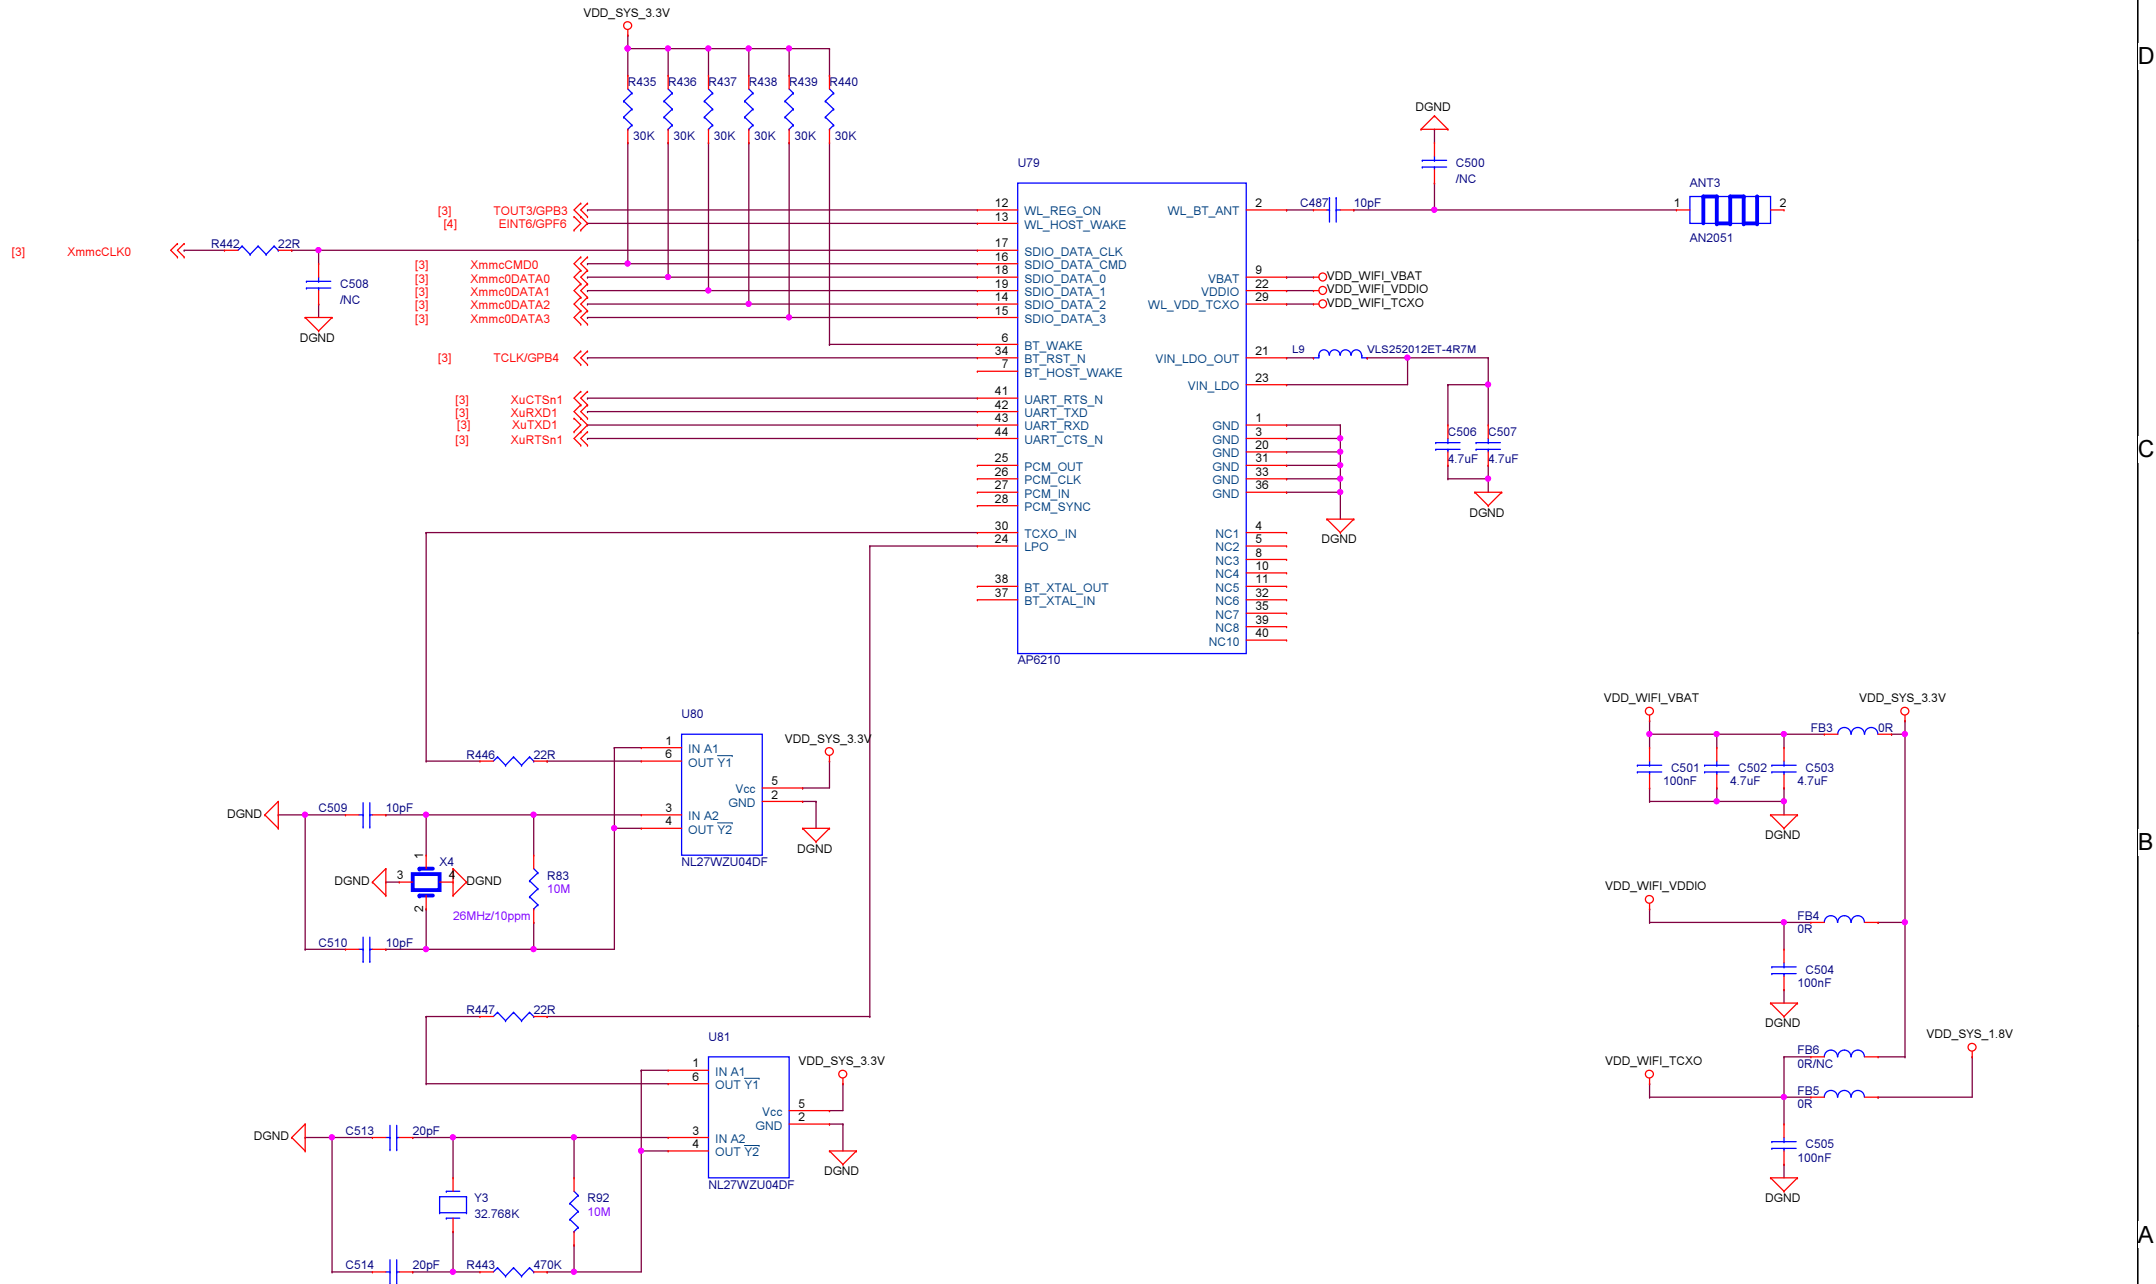 VDD_SYS_3.3V
D
R435 R436 R437 R438 R439 R440
30K 30K 30K 30K 30K 30K
DGND
C500
/NC
U79
ANT3
[3] TOUT3/GPB3 12 WL_REG_ON WL_BT_ANT 2 C487 10pF 1 2
[4] EINT6/GPF6 13 WL_HOST_WAKE
AN2051
[3] XmmcCLK0 R442 22R 17 SDIO_DATA_CLK
[3] XmmcCMD0 16 SDIO_DATA_CMD
[3] Xmmc0DATA0 18 SDIO_DATA_0 VBAT 9 VDD_WIFI_VBAT
[3] Xmmc0DATA1 19 SDIO_DATA_1 VDDIO 22 VDD_WIFI_VDDIO
[3] Xmmc0DATA2 14 SDIO_DATA_2 WL_VDD_TCXO 29 VDD_WIFI_TCXO
[3] Xmmc0DATA3 15 SDIO_DATA_3
C508
/NC
DGND
6 BT_WAKE
[3] TCLK/GPB4 34 BT_RST_N VIN_LDO_OUT 21 L9 VLS252012ET-4R7M
7 BT_HOST_WAKE
VIN_LDO 23
[3] XuCTSn1 41 UART_RTS_N
[3] XuRXD1 42 UART_TXD
[3] XuTXD1 43 UART_RXD GND 1
[3] XuRTSn1 44 UART_CTS_N GND 3
GND 20
C506 C507
4.7uF 4.7uF
C
25 PCM_OUT GND 31
26 PCM_CLK GND 33
27 PCM_IN GND 36
28 PCM_SYNC
DGND
DGND
30 TCXO_IN NC1 4
24 LPO NC2 5
NC3 8
NC4 10
38 BT_XTAL_OUT NC5 11
37 BT_XTAL_IN NC6 32
NC7 35
NC8 39
NC10 40
AP6210
U80
1 IN A1
R446 22R 6 OUT Y1
VDD_SYS_3.3V
Vcc 5
GND 2
DGND C509 10pF 3 IN A2
4 OUT Y2
DGND
NL27WZU04DF
1
X4
DGND 3 4 DGND
2
26MHz/10ppm
R83
10M
C510 10pF
VDD_WIFI_VBAT VDD_SYS_3.3V
FB3 0R
C501 C502 C503
100nF 4.7uF 4.7uF
DGND
B
VDD_WIFI_VDDIO
FB4
0R
C504
100nF
DGND
R447 22R
U81
1 IN A1
6 OUT Y1
VDD_SYS_3.3V
Vcc 5
GND 2
DGND C513 20pF 3 IN A2
4 OUT Y2
DGND
NL27WZU04DF
VDD_SYS_1.8V
VDD_WIFI_TCXO
FB6
0R/NC
FB5
0R
C505
100nF
DGND
Y3
32.768K
R92
10M
A
C514 20pF R443 470K